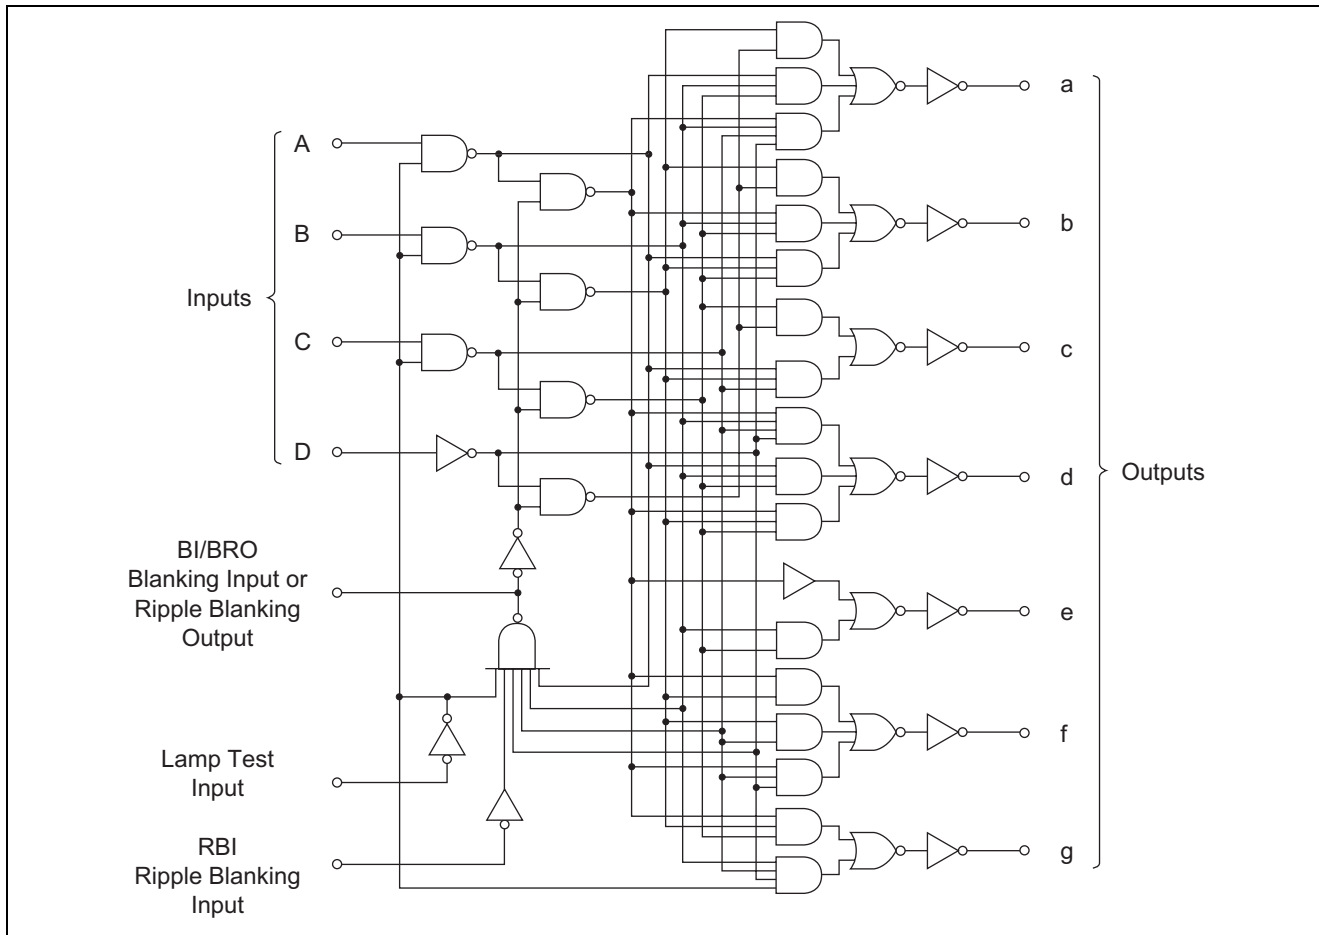 A
B
Inputs
C
D
BI/BRO
Blanking Input or
Ripple Blanking
Output
Lamp Test
Input
RBI
Ripple Blanking
Input
a
b
c
d
Outputs
e
f
g